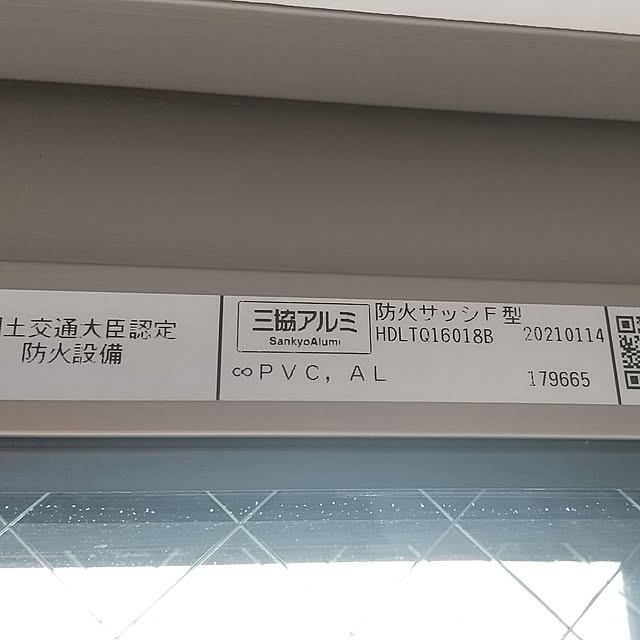 土交通大臣認定
防火設備
三協アルミ
SankyoAlumi
防火サッシF型
HDLTQ16018B 20210114
∞PVC, AL 179665